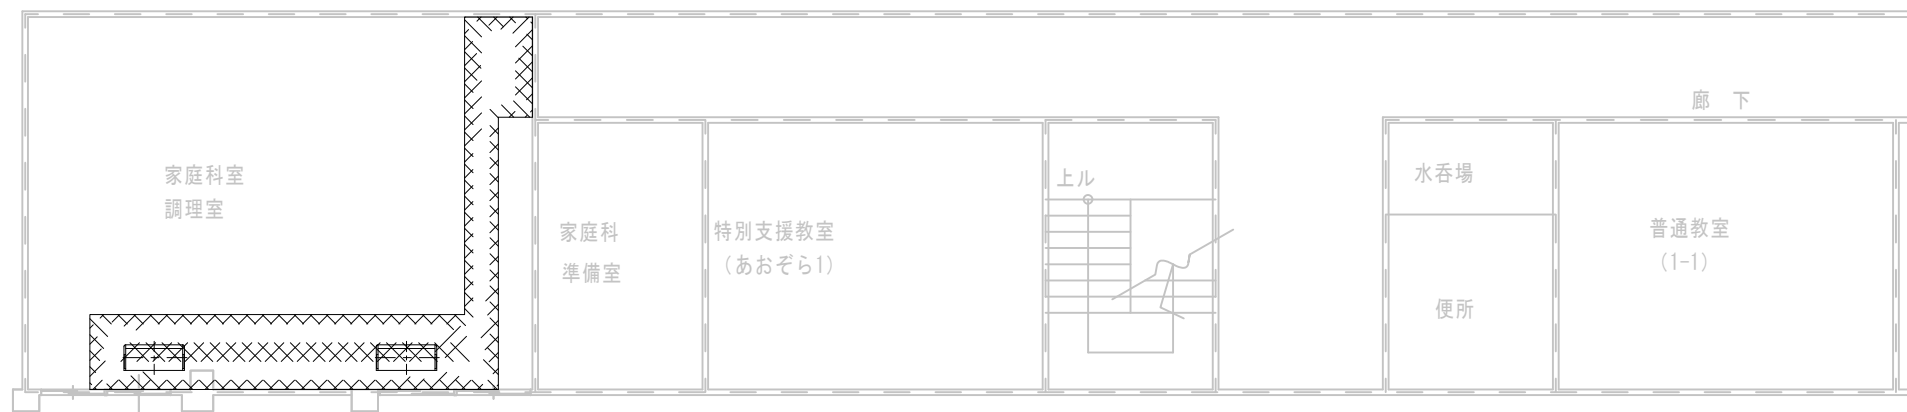 廊　下
家庭科室
調理室
家庭科
準備室
特別支援教室
（あおぞら1）
上ル
水呑場
便所
普通教室
（1-1）